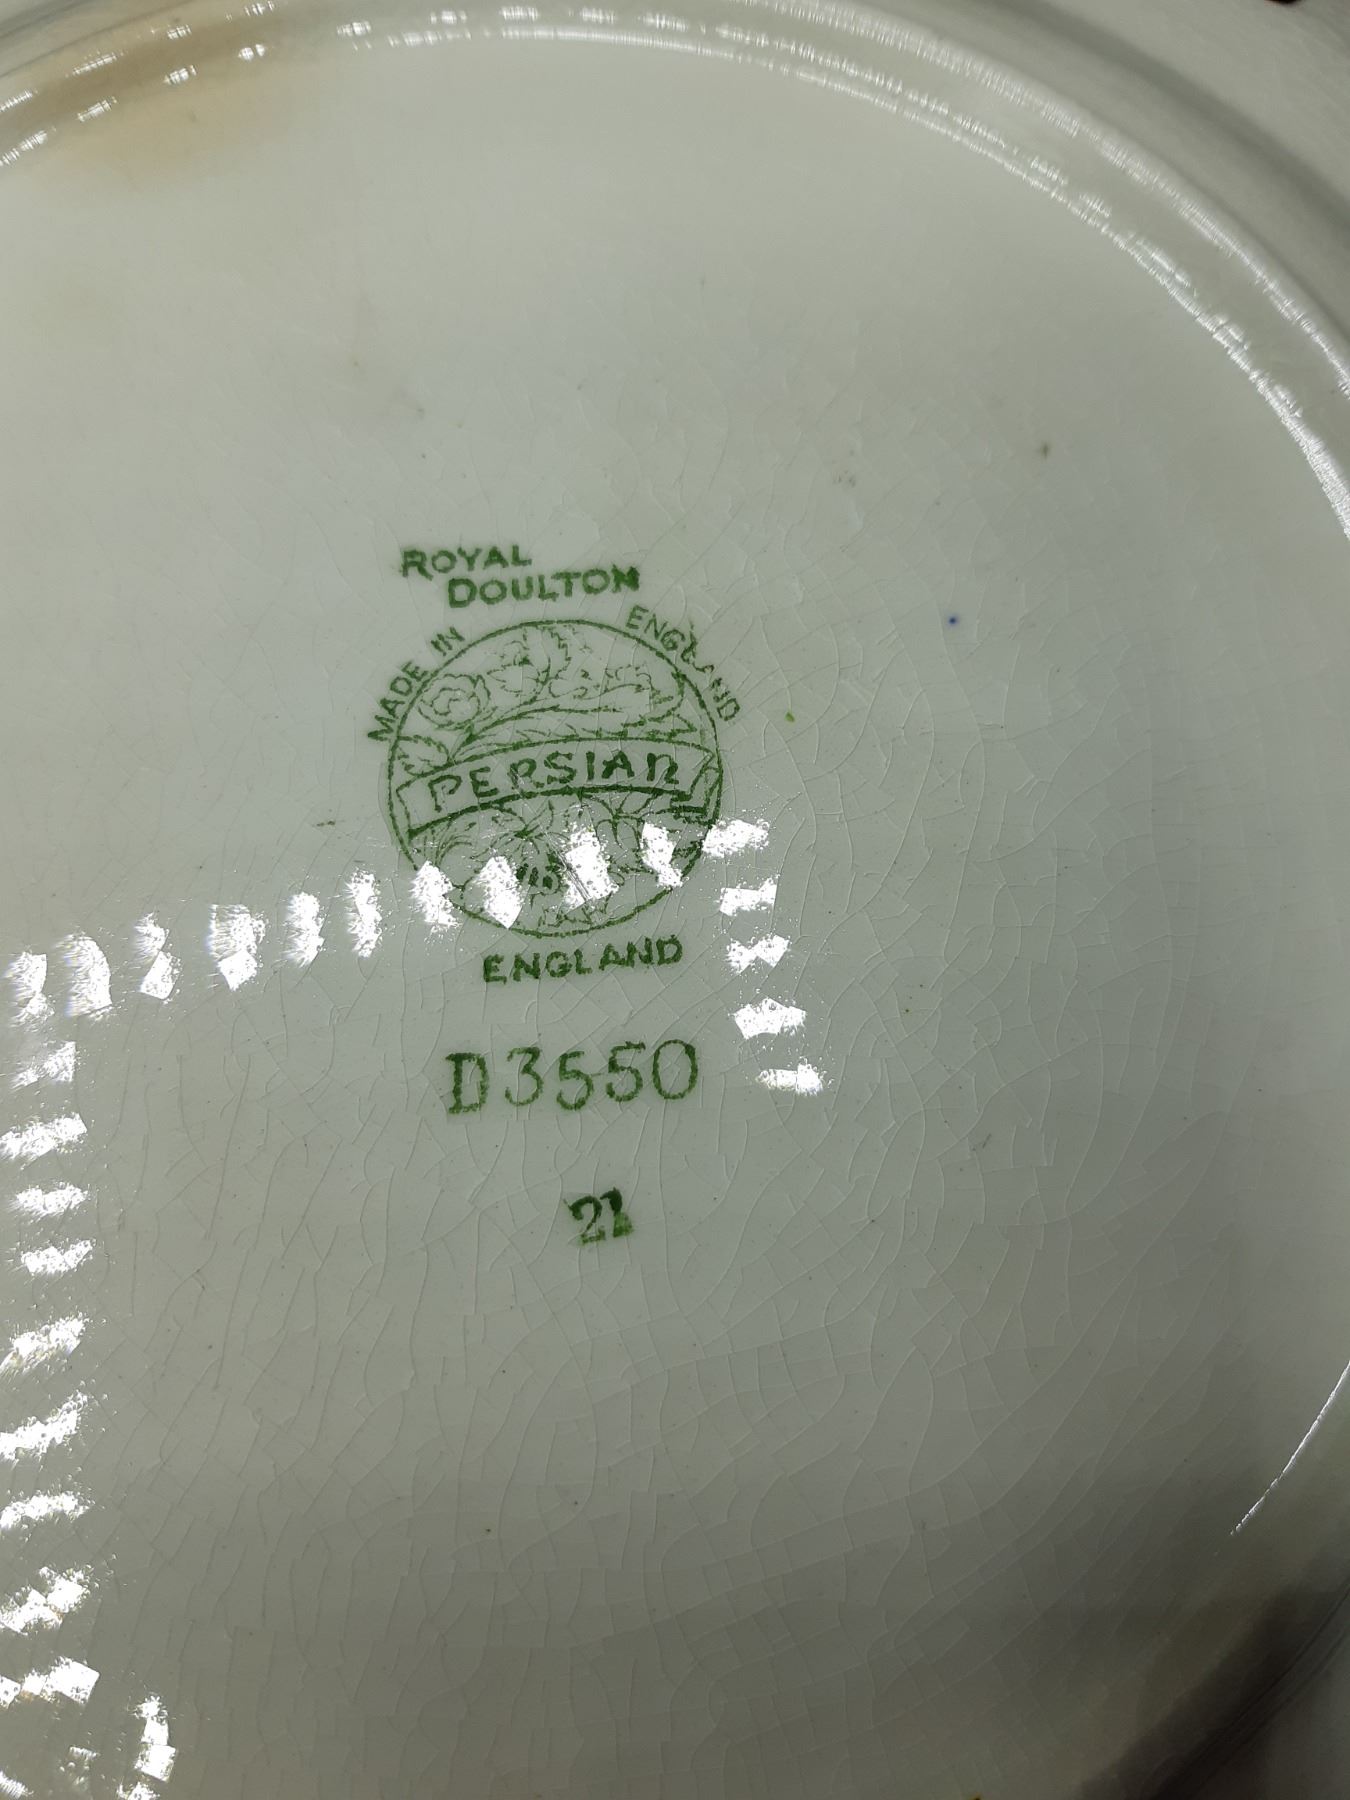 ROYAL
DOULTON
MADE IN ENGLAND
PERSIAN
ENGLAND
D3550
21